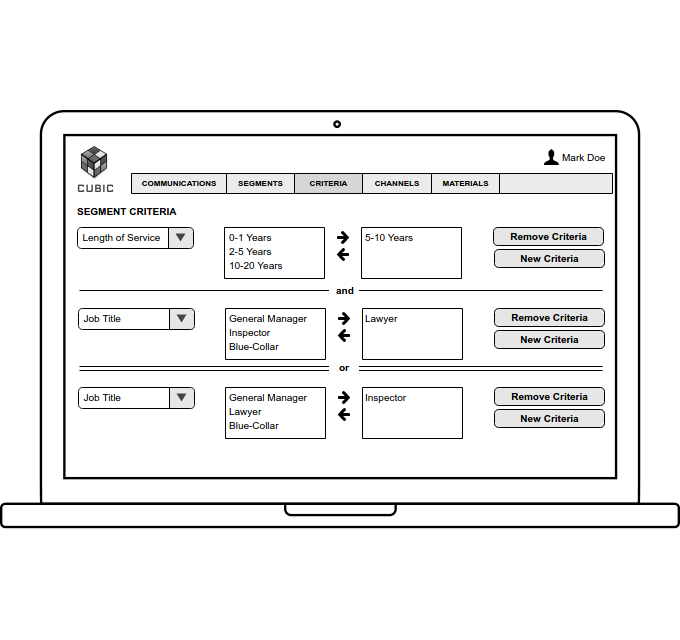 Mark Doe
CUBIC
COMMUNICATIONS SEGMENTS CRITERIA CHANNELS MATERIALS
SEGMENT CRITERIA
Length of Service
0-1 Years
2-5 Years
10-20 Years
5-10 Years
Remove Criteria
New Criteria
and
Job Title
General Manager
Inspector
Blue-Collar
Lawyer
Remove Criteria
New Criteria
or
Job Title
General Manager
Lawyer
Blue-Collar
Inspector
Remove Criteria
New Criteria